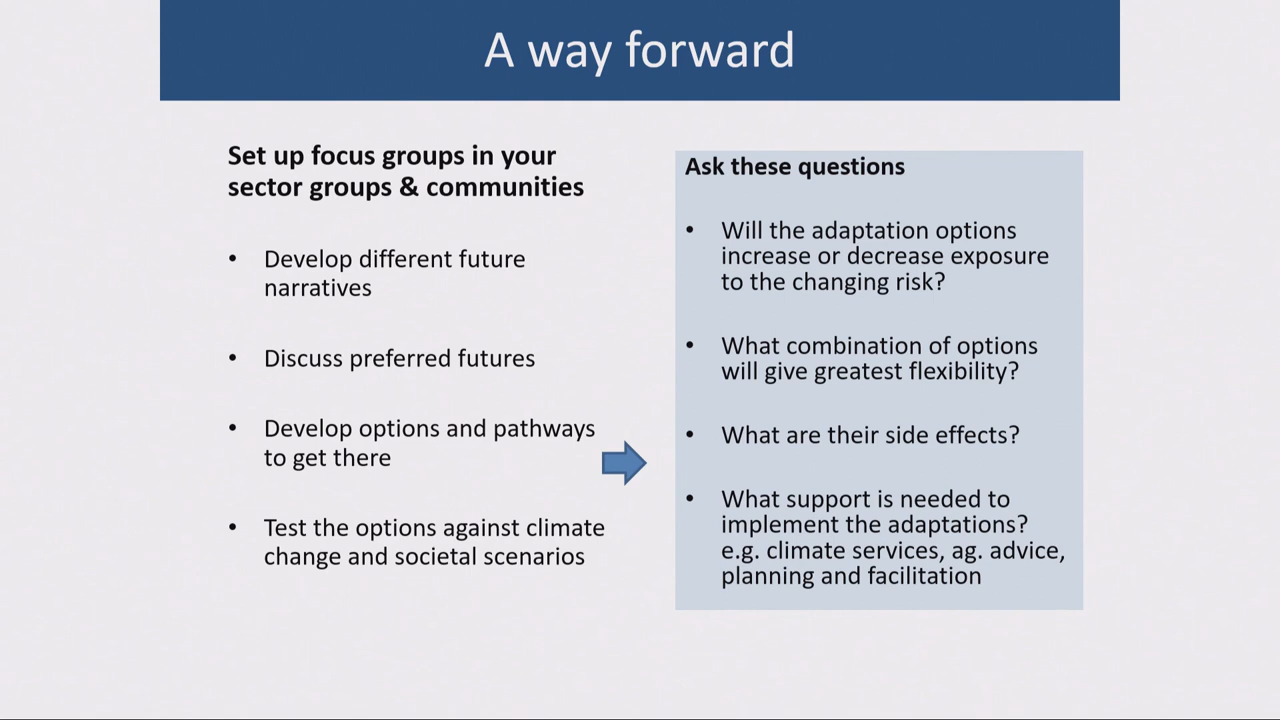 A way forward
Set up focus groups in your
sector groups & communities
• Develop different future
narratives
• Discuss preferred futures
• Develop options and pathways
to get there
• Test the options against climate
change and societal scenarios
Ask these questions
• Will the adaptation options
increase or decrease exposure
to the changing risk?
• What combination of options
will give greatest flexibility?
• What are their side effects?
• What support is needed to
implement the adaptations?
e.g. climate services, ag. advice,
planning and facilitation